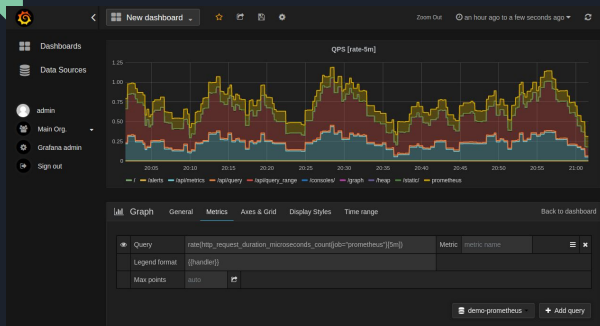 New dashboard
Zoom Out
an hour ago to a few seconds ago
Dashboards
Data Sources
admin
Main Org.
Grafana admin
Sign out
QPS [rate-5m]
1.25
1.00
0.75
0.50
0.25
0
20:05 20:10 20:15 20:20 20:25 20:30 20:35 20:40 20:45 20:50 20:55 21:00
/ /alerts /api/metrics /api/query /api/query_range /consoles/ /graph /heap /static/ prometheus
Graph General Metrics Axes & Grid Display Styles Time range Back to dashboard
Query rate(http_request_duration_microseconds_count{job="prometheus"}[5m]) Metric metric name
Legend format {{handler}}
Max points auto
demo-prometheus + Add query